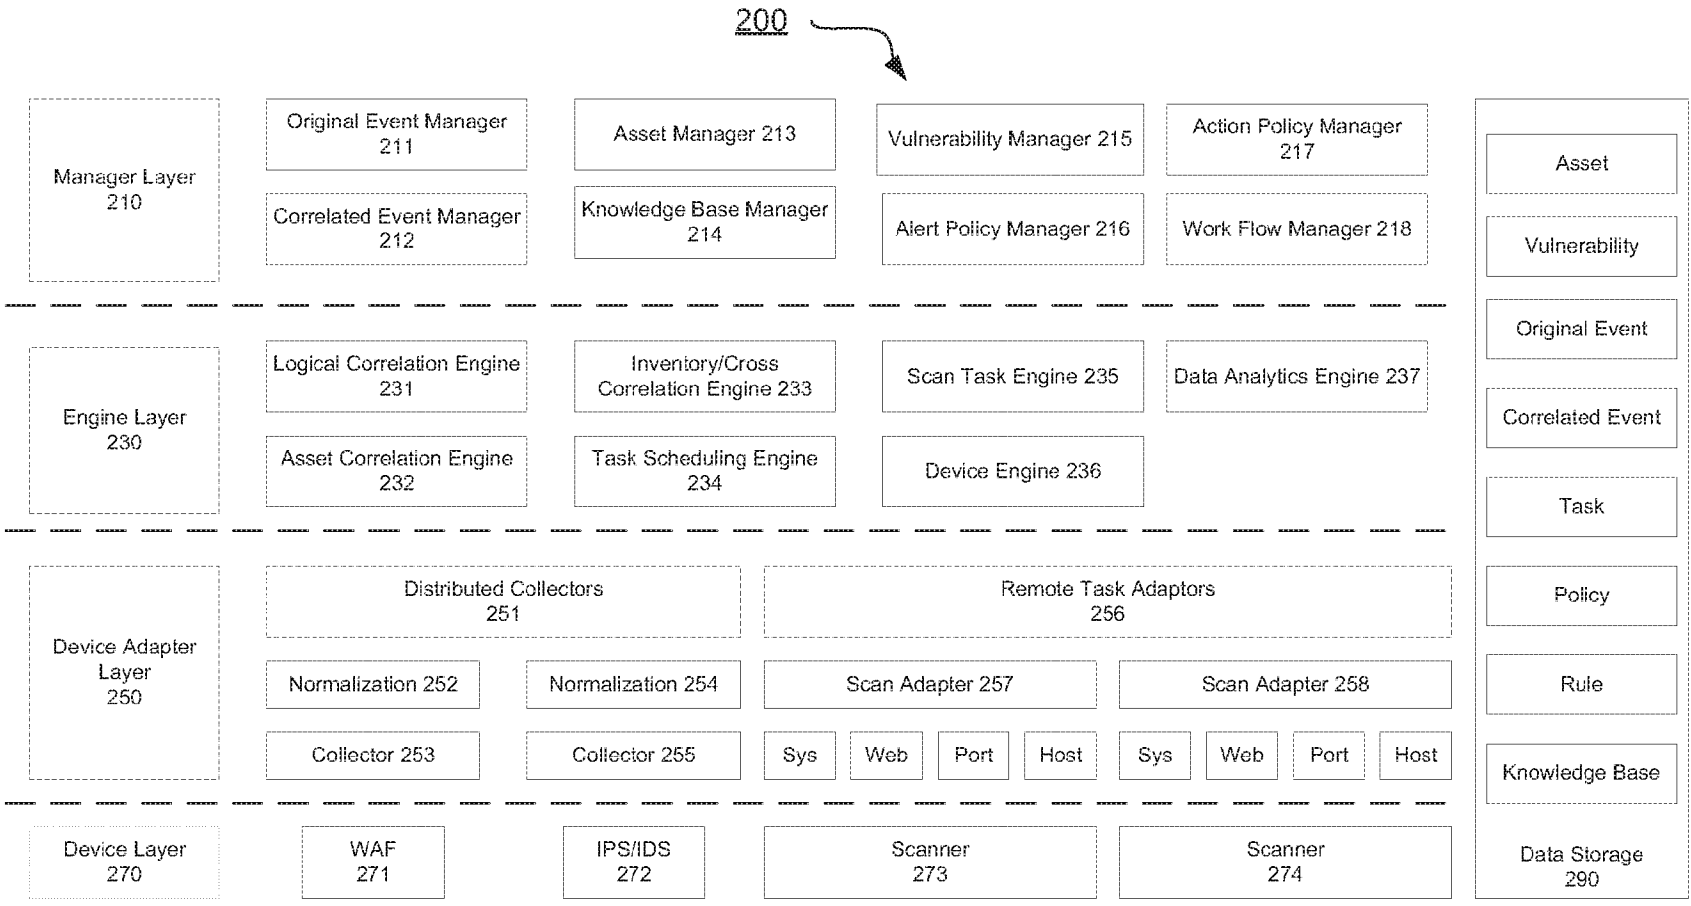 200
Manager Layer
210
Original Event Manager
211
Asset Manager 213
Vulnerability Manager 215
Action Policy Manager
217
Correlated Event Manager
212
Knowledge Base Manager
214
Alert Policy Manager 216
Work Flow Manager 218
Engine Layer
230
Logical Correlation Engine
231
Inventory/Cross
Correlation Engine 233
Scan Task Engine 235
Data Analytics Engine 237
Asset Correlation Engine
232
Task Scheduling Engine
234
Device Engine 236
Device Adapter
Layer
250
Distributed Collectors
251
Remote Task Adaptors
256
Normalization 252
Normalization 254
Scan Adapter 257
Scan Adapter 258
Collector 253
Collector 255
Sys
Web
Port
Host
Sys
Web
Port
Host
Device Layer
270
WAF
271
IPS/IDS
272
Scanner
273
Scanner
274
Asset
Vulnerability
Original Event
Correlated Event
Task
Policy
Rule
Knowledge Base
Data Storage
290